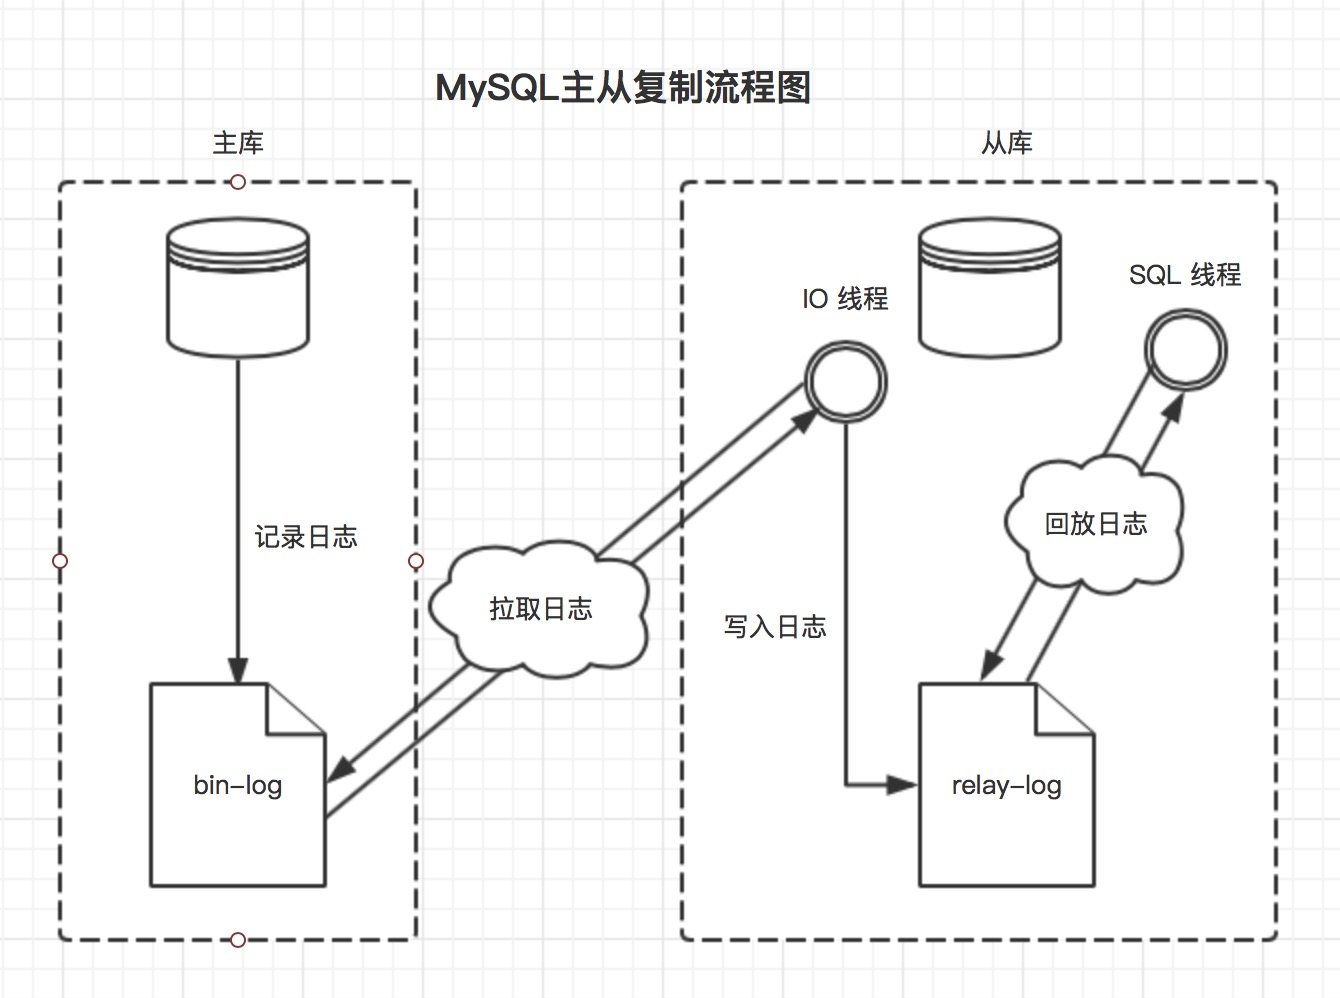 MySQL主从复制流程图
主库
从库
SQL 线程
IO 线程
记录日志
回放日志
拉取日志
写入日志
bin-log
relay-log